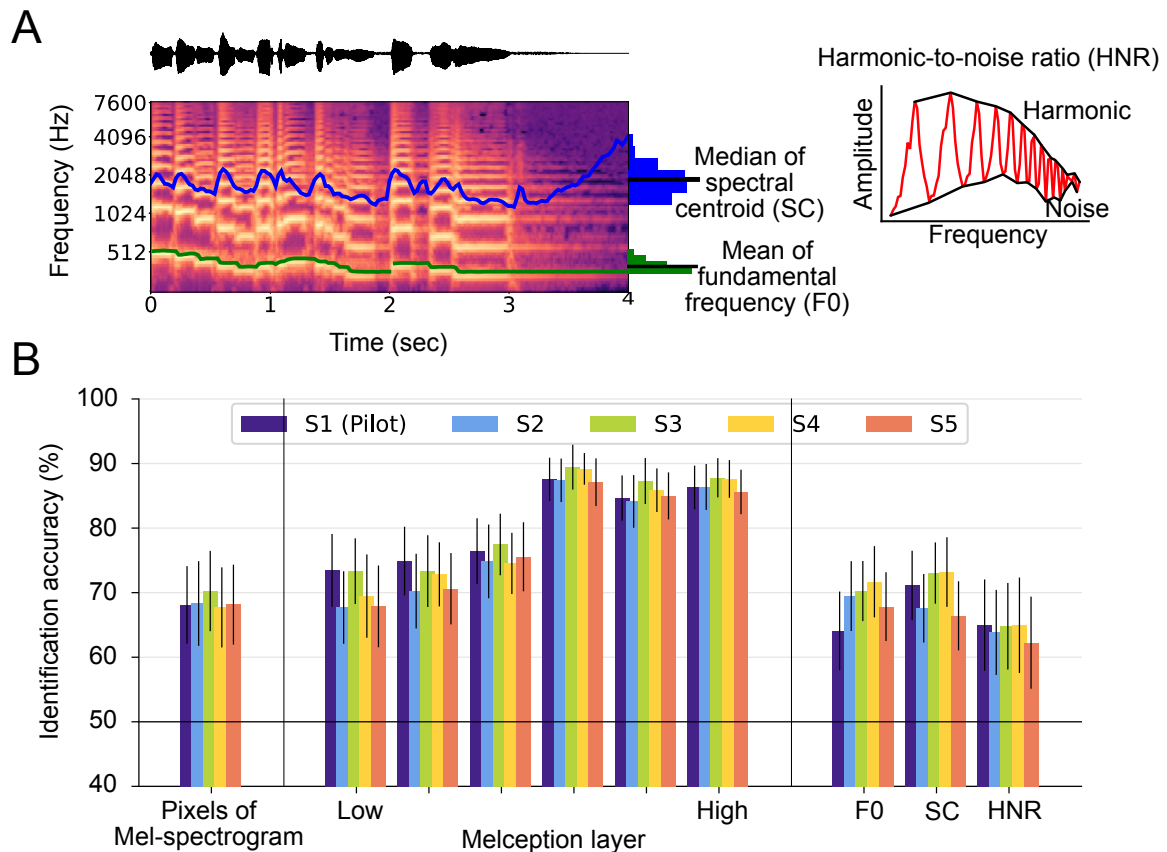 A
Harmonic-to-noise ratio (HNR)
Frequency (Hz)
7600
4096
2048
1024
512
0
1
2
3
4
Time (sec)
Median of
spectral
centroid (SC)
Mean of
fundamental
frequency (F0)
Amplitude
Harmonic
Noise
Frequency
B
Identification accuracy (%)
100
90
80
70
60
50
40
S1 (Pilot)
S2
S3
S4
S5
Pixels of
Mel-spectrogram
Low
High
Melception layer
F0
SC
HNR